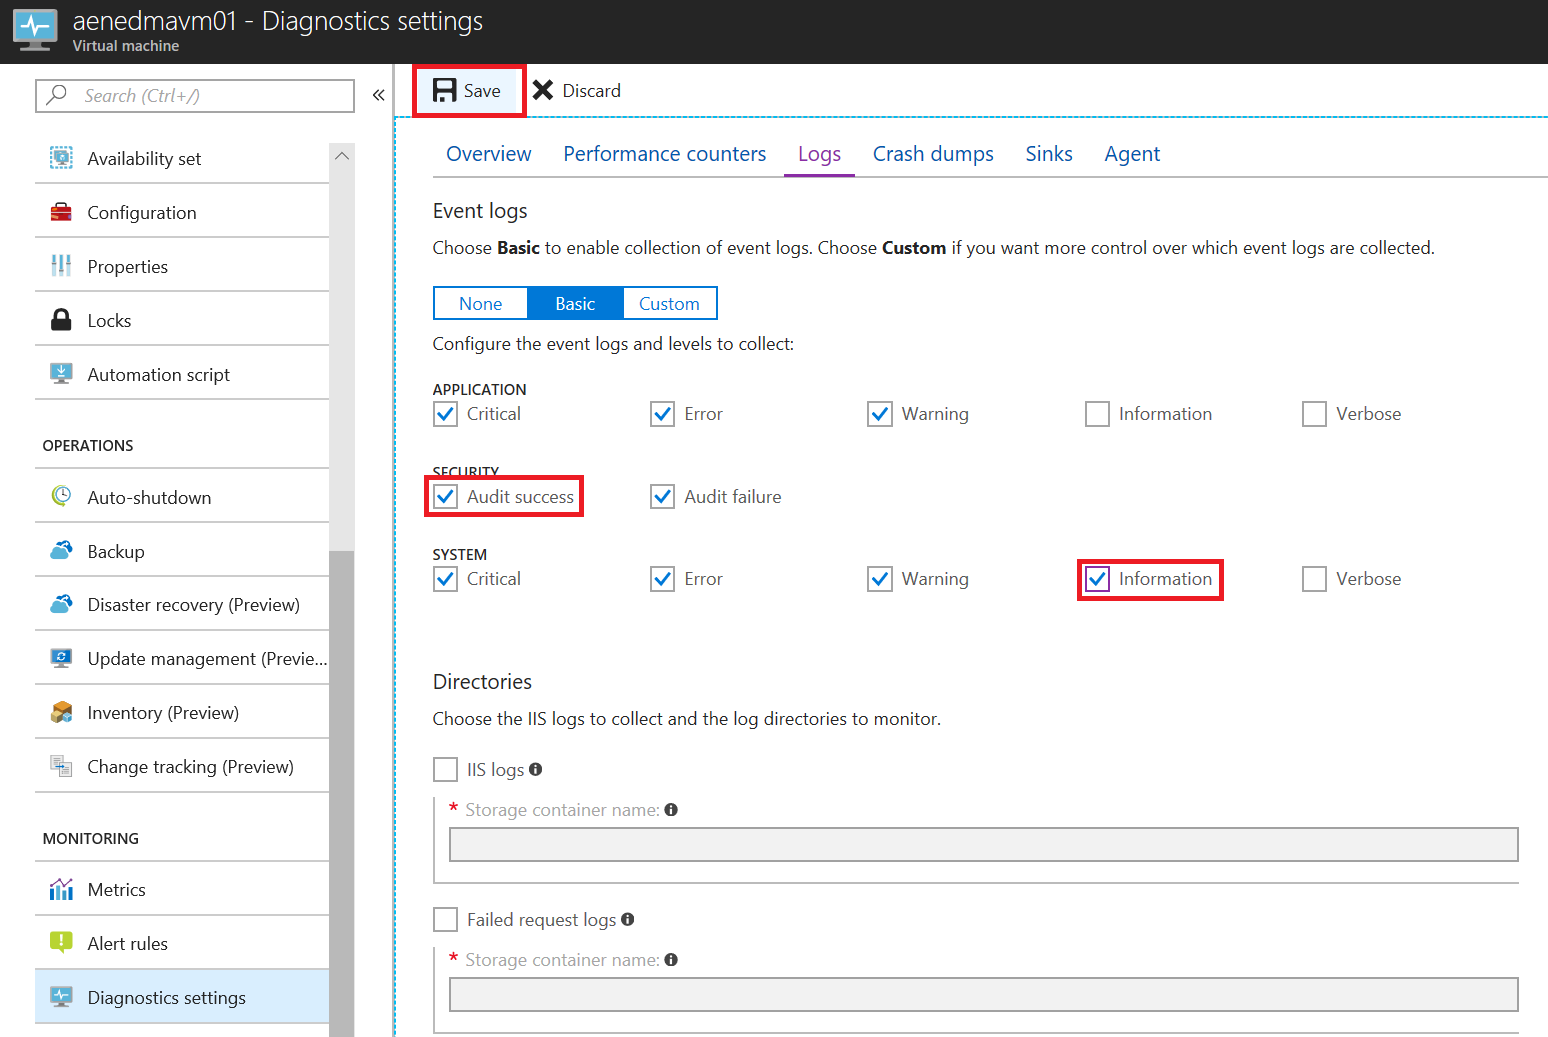 aenedmavm01 - Diagnostics settings
Virtual machine
Search (Ctrl+/)
«
Availability set
Configuration
Properties
Locks
Automation script
OPERATIONS
Auto-shutdown
Backup
Disaster recovery (Preview)
Update management (Previe...
Inventory (Preview)
Change tracking (Preview)
MONITORING
Metrics
Alert rules
Diagnostics settings
Save Discard
Overview Performance counters Logs Crash dumps Sinks Agent
Event logs
Choose Basic to enable collection of event logs. Choose Custom if you want more control over which event logs are collected.
None Basic Custom
Configure the event logs and levels to collect:
APPLICATION
Critical Error Warning Information Verbose
SECURITY
Audit success Audit failure
SYSTEM
Critical Error Warning Information Verbose
Directories
Choose the IIS logs to collect and the log directories to monitor.
IIS logs
* Storage container name:
Failed request logs
* Storage container name: